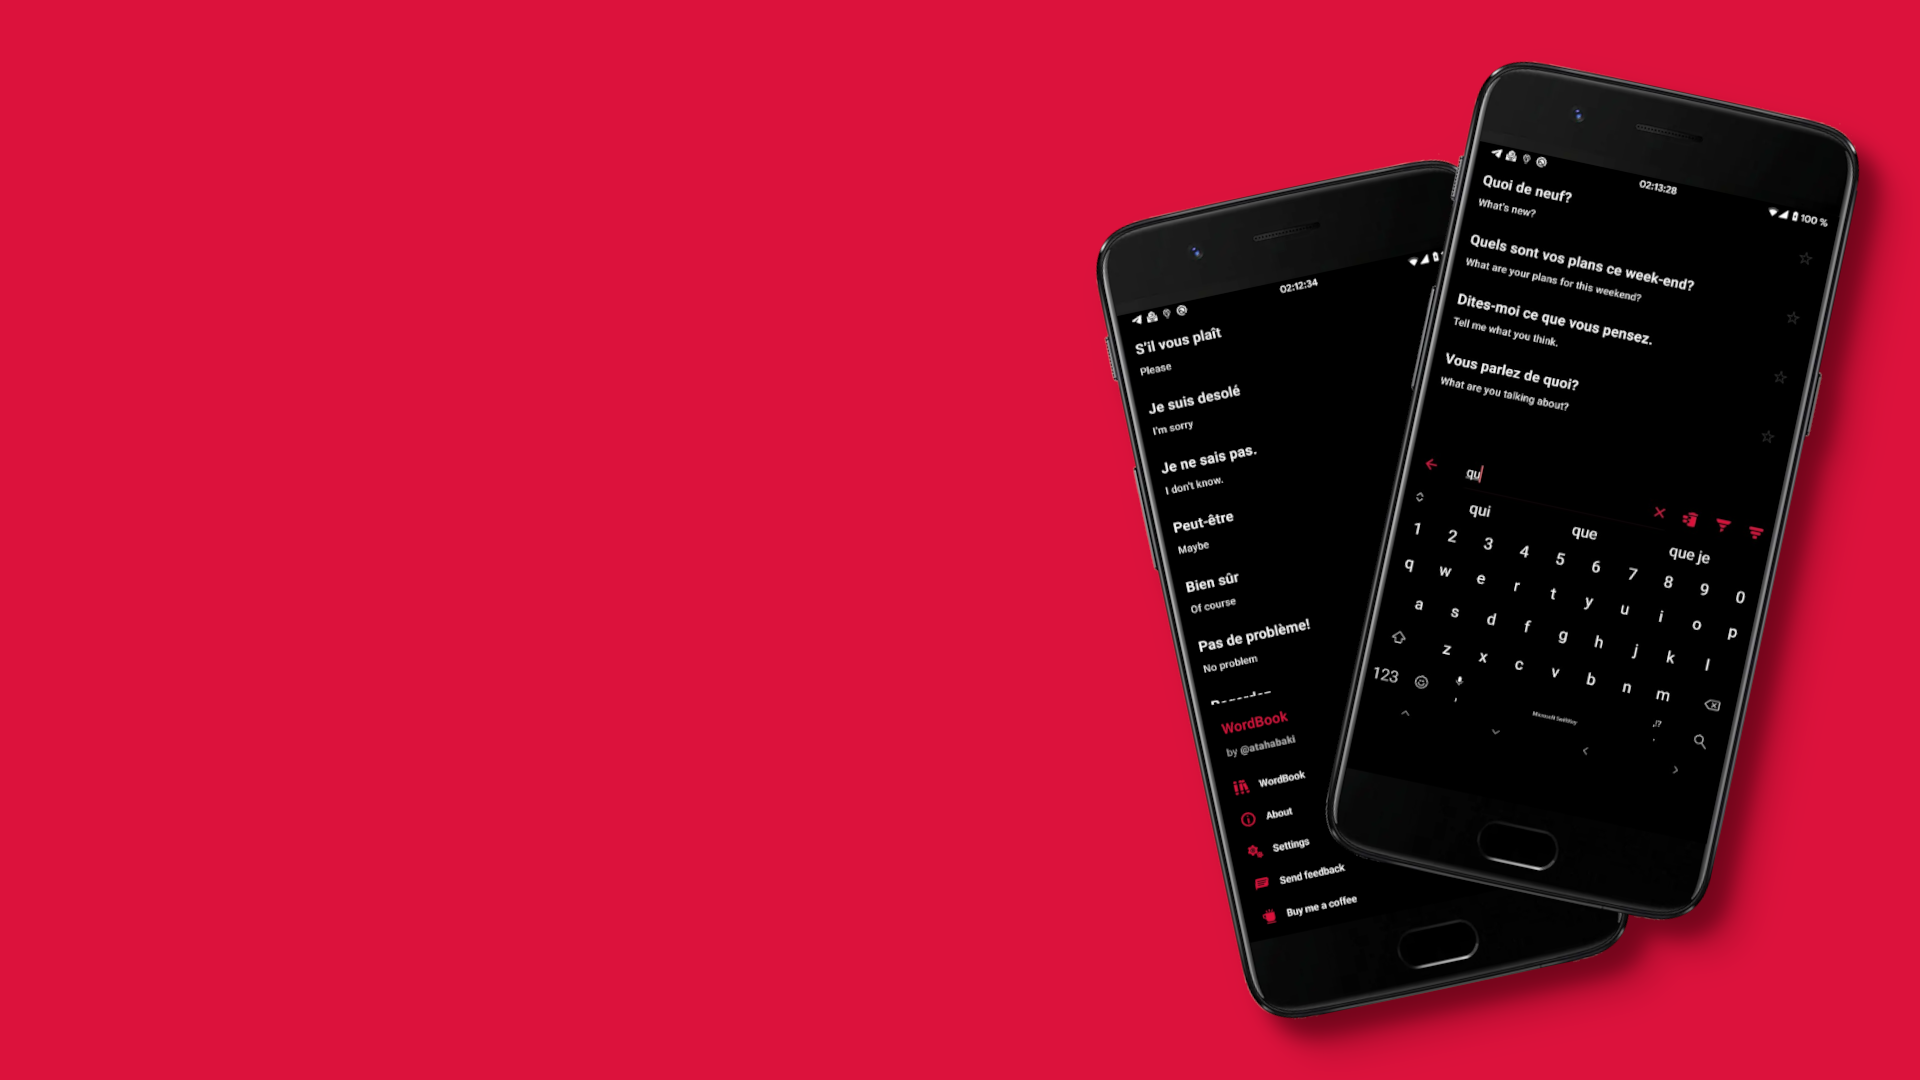 02:12:34
S'il vous plaît
Please
Je suis desolé
I'm sorry
Je ne sais pas.
I don't know.
Peut-être
Maybe
Bien sûr
Of course
Pas de problème!
No problem
WordBook
by @atahabaki
WordBook
About
Settings
Send feedback
Buy me a coffee
02:13:28
100 %
Quoi de neuf?
What's new?
Quels sont vos plans ce week-end?
What are your plans for this weekend?
Dites-moi ce que vous pensez.
Tell me what you think.
Vous parlez de quoi?
What are you talking about?
qu
qui que que je
1 2 3 4 5 6 7 8 9 0
q w e r t y u i o p
a s d f g h j k l
z x c v b n m
123 , Microsoft SwiftKey ,!? .